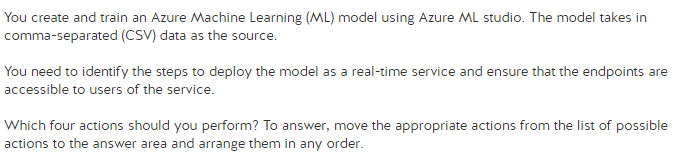 You create and train an Azure Machine Learning (ML) model using Azure ML studio. The model takes in
comma-separated (CSV) data as the source.
You need to identify the steps to deploy the model as a real-time service and ensure that the endpoints are
accessible to users of the service.
Which four actions should you perform? To answer, move the appropriate actions from the list of possible
actions to the answer area and arrange them in any order.